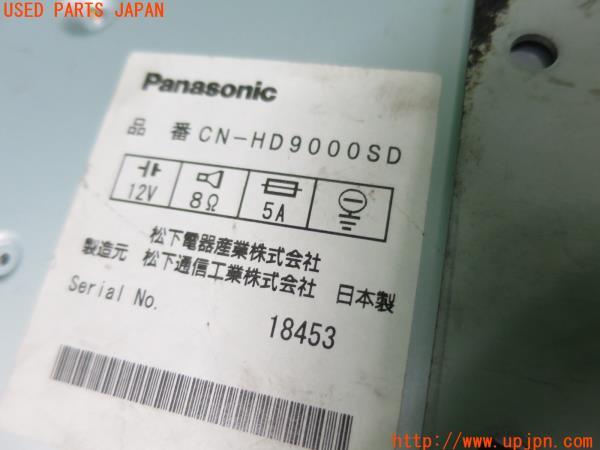 USED PARTS JAPAN
Panasonic
品 番 CN-HD9000SD
12V 8Ω 5A
松下電器産業株式会社
製造元 松下通信工業株式会社 日本製
Serial No.
18453
http://www.upjpn.com/